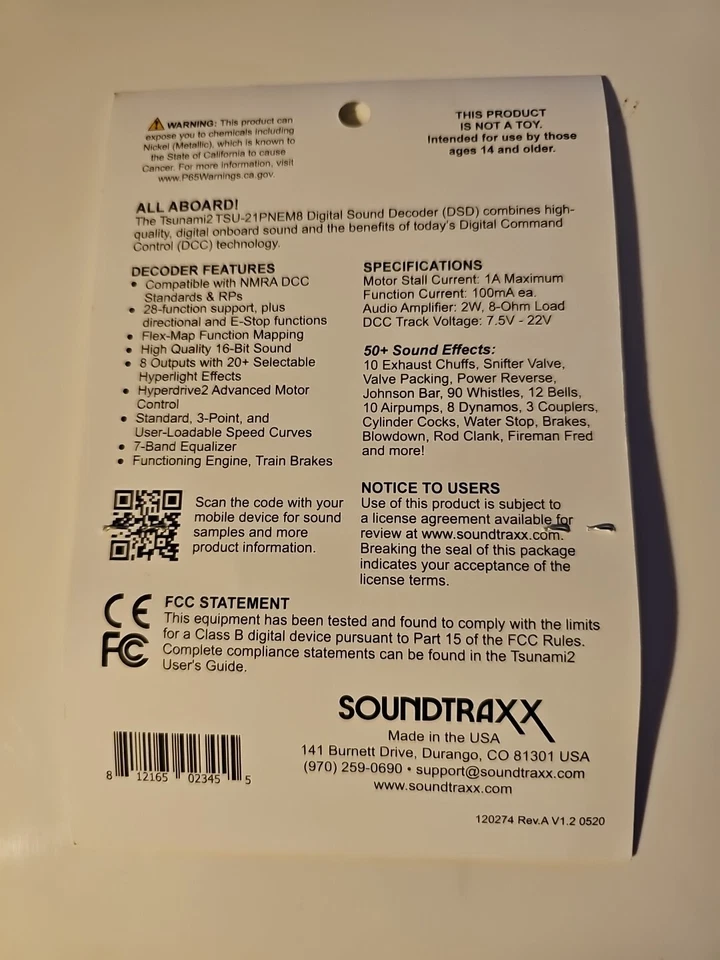 WARNING: This product can
expose you to chemicals including
Nickel (Metallic), which is known to
the State of California to cause
Cancer. For more information, visit
www.P65Warnings.ca.gov.
THIS PRODUCT
IS NOT A TOY.
Intended for use by those
ages 14 and older.
ALL ABOARD!
The Tsunami2 TSU-21PNEM8 Digital Sound Decoder (DSD) combines high-
quality, digital onboard sound and the benefits of today's Digital Command
Control (DCC) technology.
DECODER FEATURES
• Compatible with NMRA DCC
Standards & RPs
• 28-function support, plus
directional and E-Stop functions
• Flex-Map Function Mapping
• High Quality 16-Bit Sound
• 8 Outputs with 20+ Selectable
Hyperlight Effects
• Hyperdrive2 Advanced Motor
Control
• Standard, 3-Point, and
User-Loadable Speed Curves
• 7-Band Equalizer
• Functioning Engine, Train Brakes
SPECIFICATIONS
Motor Stall Current: 1A Maximum
Function Current: 100mA ea.
Audio Amplifier: 2W, 8-Ohm Load
DCC Track Voltage: 7.5V - 22V
50+ Sound Effects:
10 Exhaust Chuffs, Snifter Valve,
Valve Packing, Power Reverse,
Johnson Bar, 90 Whistles, 12 Bells,
10 Airpumps, 8 Dynamos, 3 Couplers,
Cylinder Cocks, Water Stop, Brakes,
Blowdown, Rod Clank, Fireman Fred
and more!
Scan the code with your
mobile device for sound
samples and more
product information.
NOTICE TO USERS
Use of this product is subject to
a license agreement available for
review at www.soundtraxx.com.
Breaking the seal of this package
indicates your acceptance of the
license terms.
CE
FC
FCC STATEMENT
This equipment has been tested and found to comply with the limits
for a Class B digital device pursuant to Part 15 of the FCC Rules.
Complete compliance statements can be found in the Tsunami2
User's Guide.
SOUNDTRAXX
Made in the USA
141 Burnett Drive, Durango, CO 81301 USA
(970) 259-0690 • support@soundtraxx.com
www.soundtraxx.com
8 12165 02345 5
120274 Rev.A V1.2 0520